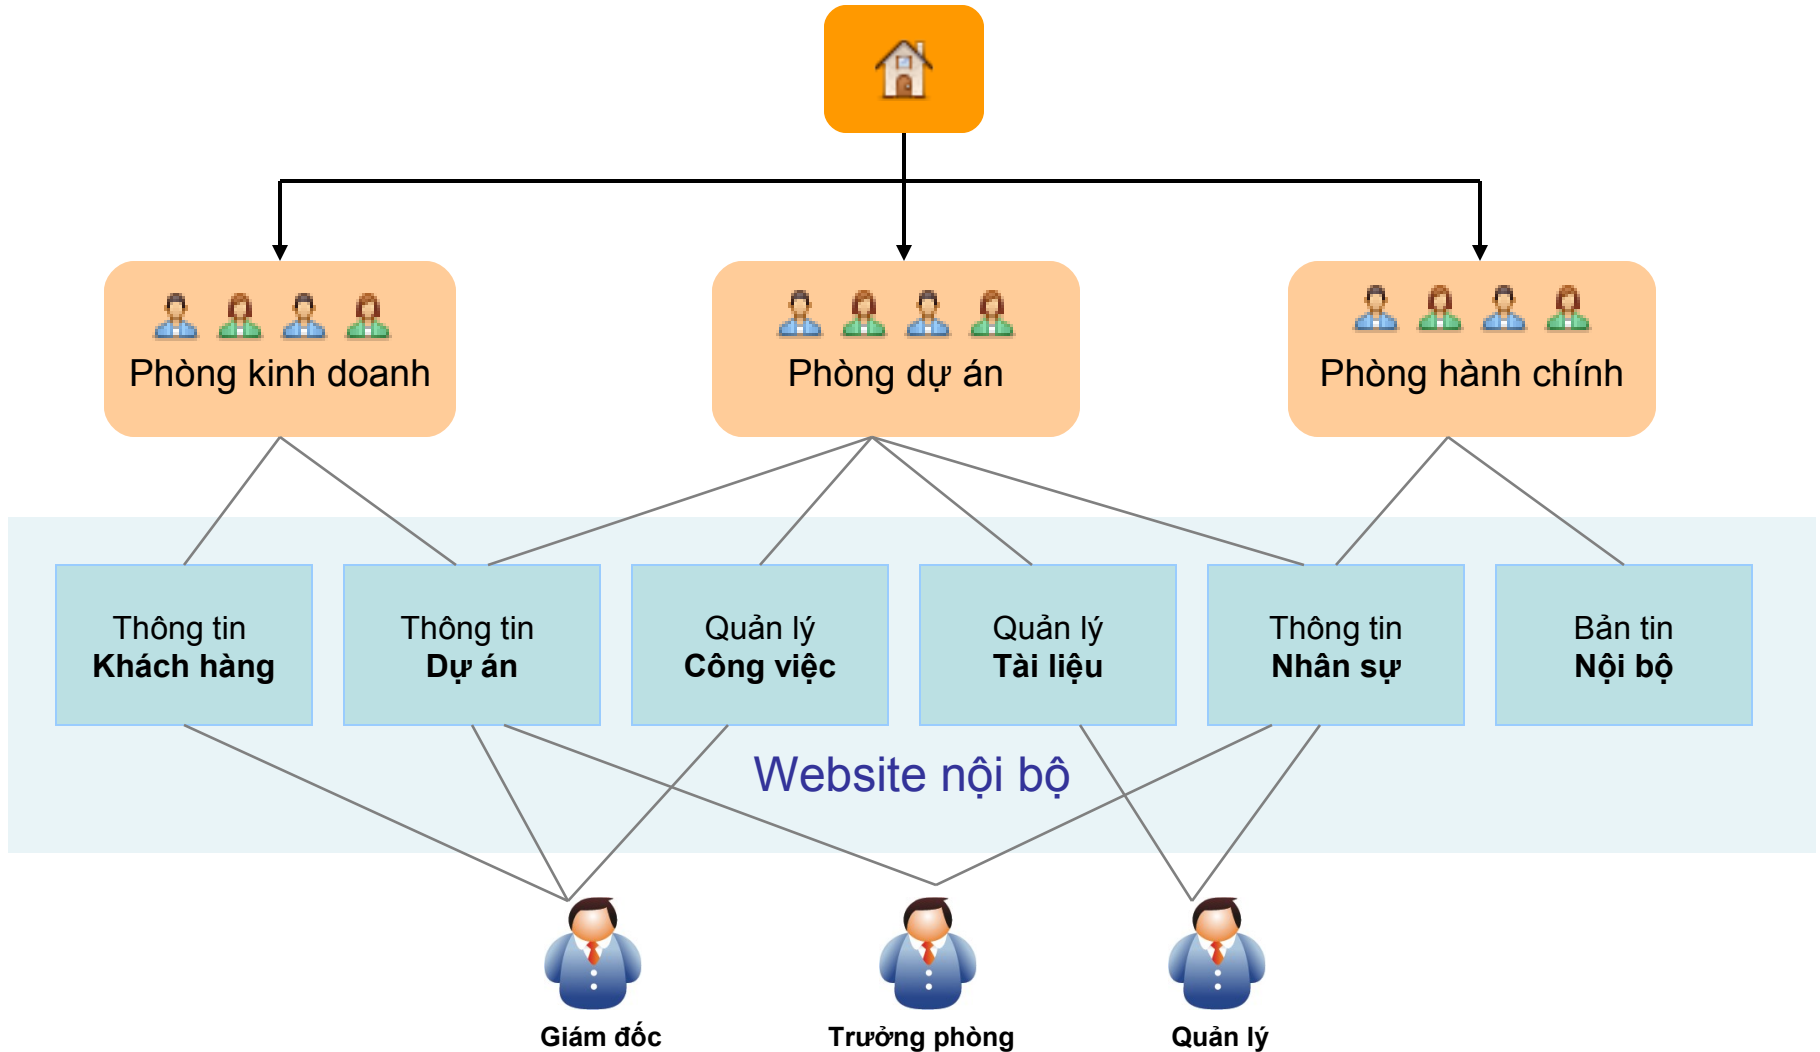 Phòng kinh doanh
Phòng dự án
Phòng hành chính
Thông tin
Khách hàng
Thông tin
Dự án
Quản lý
Công việc
Quản lý
Tài liệu
Thông tin
Nhân sự
Bản tin
Nội bộ
Website nội bộ
Giám đốc
Trưởng phòng
Quản lý